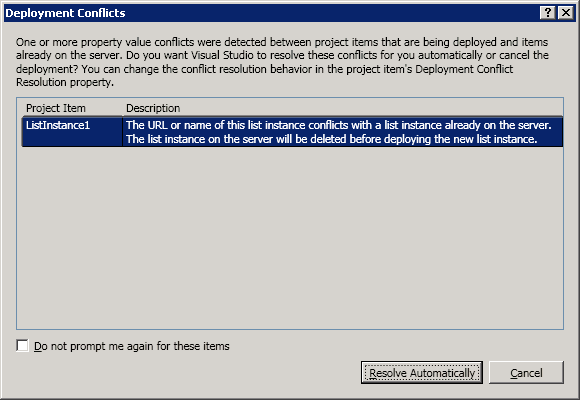 Deployment Conflicts
One or more property value conflicts were detected between project items that are being deployed and items
already on the server. Do you want Visual Studio to resolve these conflicts for you automatically or cancel the
deployment? You can change the conflict resolution behavior in the project item's Deployment Conflict
Resolution property.
Project Item Description
ListInstance1 The URL or name of this list instance conflicts with a list instance already on the server.
The list instance on the server will be deleted before deploying the new list instance.
Do not prompt me again for these items
Resolve Automatically Cancel